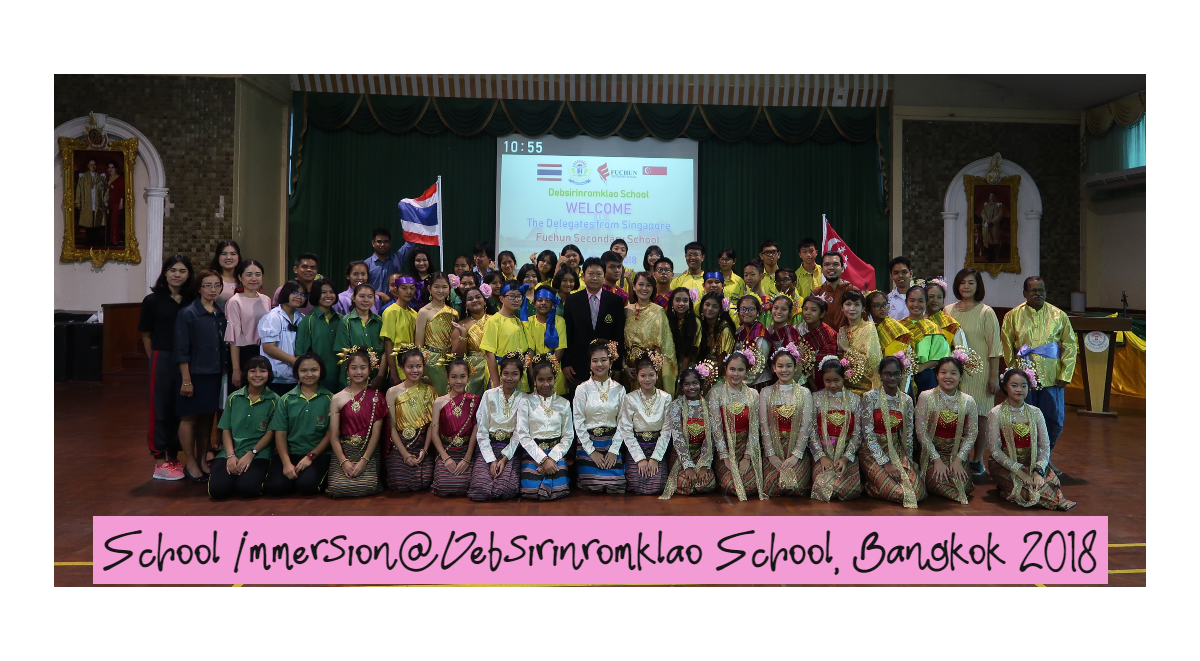 10:55
FUCHUN
Debsirinromklao School
WELCOME
The Delegates from Singapore
Fuchun Secondary School
School Immersion@Debsirinromklao School, Bangkok 2018